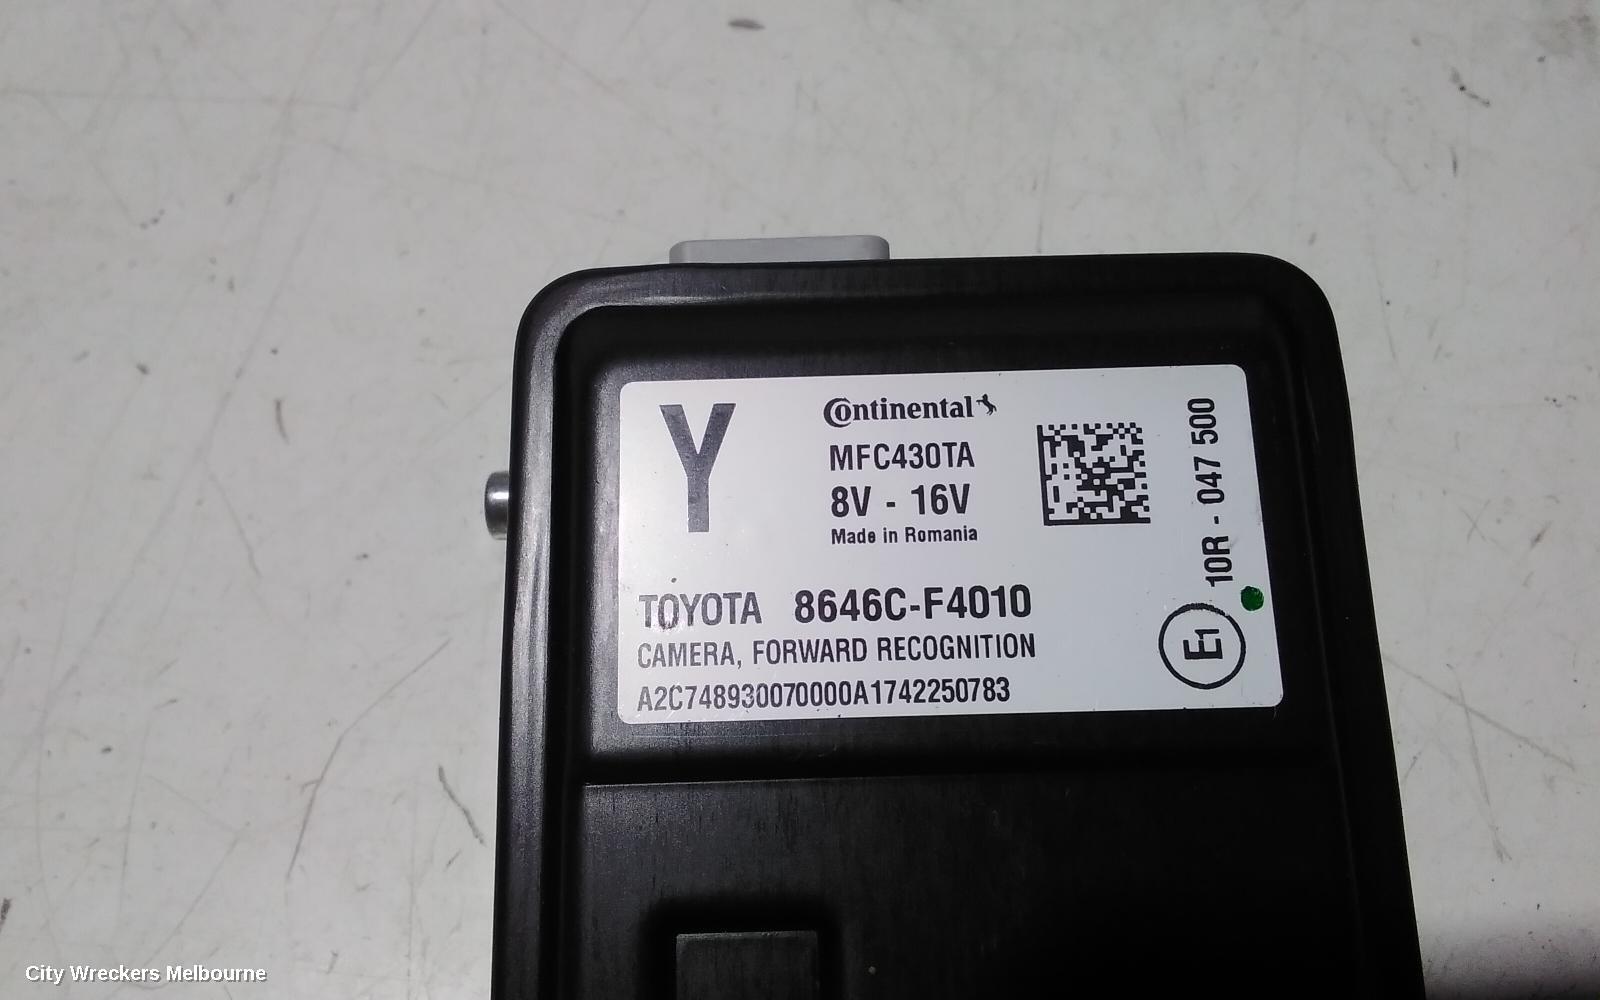 Y
Continental
MFC430TA
8V - 16V
Made in Romania
10R - 047 500
E1
TOYOTA 8646C-F4010
CAMERA, FORWARD RECOGNITION
A2C748930070000A1742250783
City Wreckers Melbourne